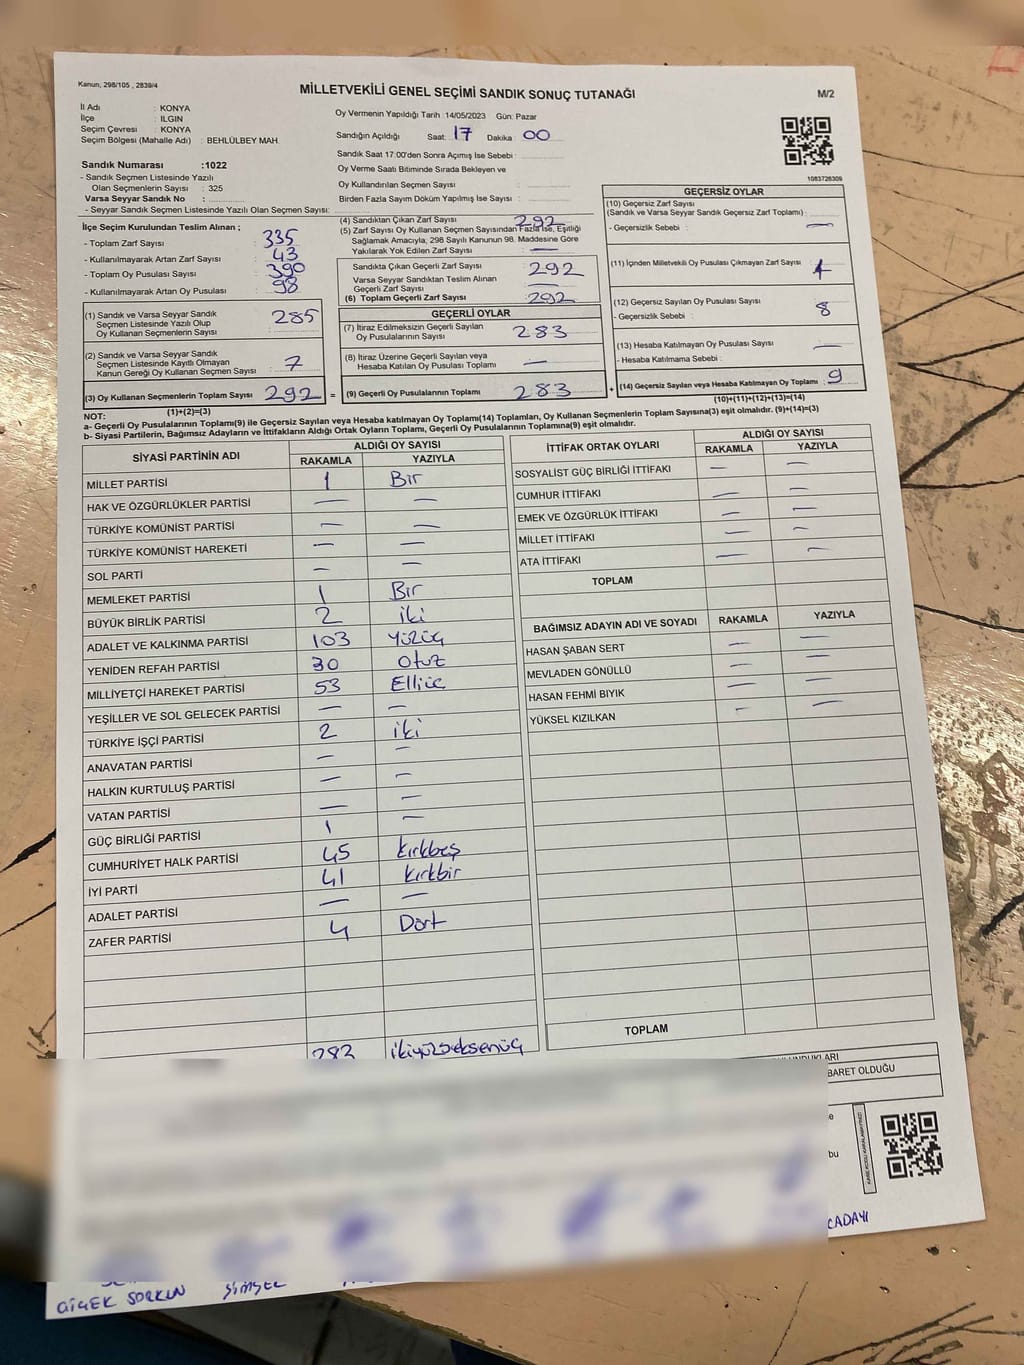 Kanun, 298/105 , 2839/4
MİLLETVEKİLİ GENEL SEÇİMİ SANDIK SONUÇ TUTANAĞI
M/2
İl Adı : KONYA
İlçe : ILGIN
Seçim Çevresi : KONYA
Seçim Bölgesi (Mahalle Adı) : BEHLÜLBEY MAH.
Sandık Numarası :1022
- Sandık Seçmen Listesinde Yazılı
Olan Seçmenlerin Sayısı : 325
Varsa Seyyar Sandık No :
- Seyyar Sandık Seçmen Listesinde Yazılı Olan Seçmen Sayısı:
Oy Vermenin Yapıldığı Tarih :14/05/2023 Gün: Pazar
Sandığın Açıldığı Saat: 17 Dakika : 00
Sandık Saat 17:00'den Sonra Açımış İse Sebebi :
Oy Verme Saati Bitiminde Sırada Bekleyen ve
Oy Kullandırılan Seçmen Sayısı :
Birden Fazla Sayım Döküm Yapılmış İse Sayısı :
1083728309
İlçe Seçim Kurulundan Teslim Alınan ;
- Toplam Zarf Sayısı : 335
- Kullanılmayarak Artan Zarf Sayısı : 43
- Toplam Oy Pusulası Sayısı : 390
- Kullanılmayarak Artan Oy Pusulası : 98
(1) Sandık ve Varsa Seyyar Sandık
Seçmen Listesinde Yazılı Olup
Oy Kullanan Seçmenlerin Sayısı : 285
(2) Sandık ve Varsa Seyyar Sandık
Seçmen Listesinde Kayıtlı Olmayan
Kanun Gereği Oy Kullanan Seçmen Sayısı : 7
(3) Oy Kullanan Seçmenlerin Toplam Sayısı : 292 =
(1)+(2)=(3)
(4) Sandıktan Çıkan Zarf Sayısı : 292
(5) Zarf Sayısı Oy Kullanan Seçmen Sayısından Fazla İse, Eşitliği
Sağlamak Amacıyla, 298 Sayılı Kanunun 98. Maddesine Göre
Yakılarak Yok Edilen Zarf Sayısı : —
Sandıkta Çıkan Geçerli Zarf Sayısı : 292
Varsa Seyyar Sandıktan Teslim Alınan
Geçerli Zarf Sayısı : —
(6) Toplam Geçerli Zarf Sayısı : 292
GEÇERLİ OYLAR
(7) İtiraz Edilmeksizin Geçerli Sayılan
Oy Pusulalarının Sayısı : 283
(8) İtiraz Üzerine Geçerli Sayılan veya
Hesaba Katılan Oy Pusulası Toplamı : —
(9) Geçerli Oy Pusulalarının Toplamı : 283 +
GEÇERSİZ OYLAR
(10) Geçersiz Zarf Sayısı
(Sandık ve Varsa Seyyar Sandık Geçersiz Zarf Toplamı) :
- Geçersizlik Sebebi : —
(11) İçinden Milletvekili Oy Pusulası Çıkmayan Zarf Sayısı : 1
(12) Geçersiz Sayılan Oy Pusulası Sayısı : 8
- Geçersizlik Sebebi :
(13) Hesaba Katılmayan Oy Pusulası Sayısı : —
- Hesaba Katılmama Sebebi :
(14) Geçersiz Sayılan veya Hesaba Katılmayan Oy Toplamı : 9
(10)+(11)+(12)+(13)=(14)
NOT:
a- Geçerli Oy Pusulalarının Toplamı(9) ile Geçersiz Sayılan veya Hesaba katılmayan Oy Toplamı(14) Toplamları, Oy Kullanan Seçmenlerin Toplam Sayısına(3) eşit olmalıdır. (9)+(14)=(3)
b- Siyasi Partilerin, Bağımsız Adayların ve İttifakların Aldığı Ortak Oyların Toplamı, Geçerli Oy Pusulalarının Toplamına(9) eşit olmalıdır.
SİYASİ PARTİNİN ADI ALDIĞI OY SAYISI
RAKAMLA YAZIYLA
MİLLET PARTİSİ 1 Bir
HAK VE ÖZGÜRLÜKLER PARTİSİ — —
TÜRKİYE KOMÜNİST PARTİSİ — —
TÜRKİYE KOMÜNİST HAREKETİ — —
SOL PARTİ — —
MEMLEKET PARTİSİ 1 Bir
BÜYÜK BİRLİK PARTİSİ 2 iki
ADALET VE KALKINMA PARTİSİ 103 Yüzüç
YENİDEN REFAH PARTİSİ 30 Otuz
MİLLİYETÇİ HAREKET PARTİSİ 53 Elliüç
YEŞİLLER VE SOL GELECEK PARTİSİ — —
TÜRKİYE İŞÇİ PARTİSİ 2 iki
ANAVATAN PARTİSİ — —
HALKIN KURTULUŞ PARTİSİ — —
VATAN PARTİSİ — —
GÜÇ BİRLİĞİ PARTİSİ 1 —
CUMHURİYET HALK PARTİSİ 45 kırkbeş
İYİ PARTİ 41 kırkbir
ADALET PARTİSİ — —
ZAFER PARTİSİ 4 Dört
283 ikiyüzseksenüç
İTTİFAK ORTAK OYLARI ALDIĞI OY SAYISI
RAKAMLA YAZIYLA
SOSYALİST GÜÇ BİRLİĞİ İTTİFAKI — —
CUMHUR İTTİFAKI — —
EMEK VE ÖZGÜRLÜK İTTİFAKI — —
MİLLET İTTİFAKI — —
ATA İTTİFAKI — —
TOPLAM
BAĞIMSIZ ADAYIN ADI VE SOYADI RAKAMLA YAZIYLA
HASAN ŞABAN SERT — —
MEVLADEN GÖNÜLLÜ — —
HASAN FEHMİ BIYIK — —
YÜKSEL KIZILKAN — —
TOPLAM
BARET OLDUĞU
bu
CADAYI
ÇİÇEK SORKUN ŞİMŞEK